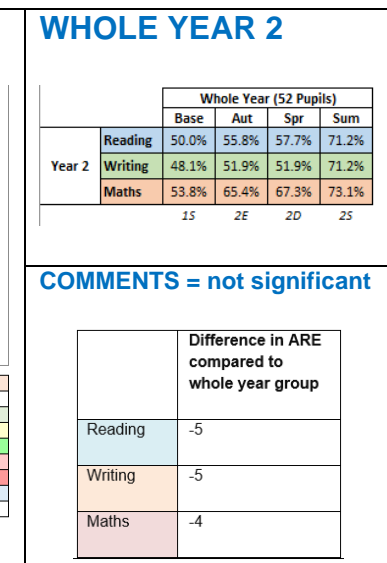 WHOLE YEAR 2
Whole Year (52 Pupils)
Base Aut Spr Sum
Reading 50.0% 55.8% 57.7% 71.2%
Year 2 Writing 48.1% 51.9% 51.9% 71.2%
Maths 53.8% 65.4% 67.3% 73.1%
1S 2E 2D 2S
COMMENTS = not significant
Difference in ARE
compared to
whole year group
Reading -5
Writing -5
Maths -4